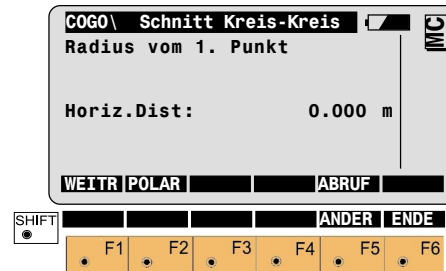 COGO\ Schnitt Kreis-Kreis
MC
Radius vom 1. Punkt
Horiz.Dist: 0.000 m
WEITR POLAR ABRUF
SHIFT
ANDER ENDE
F1 F2 F3 F4 F5 F6